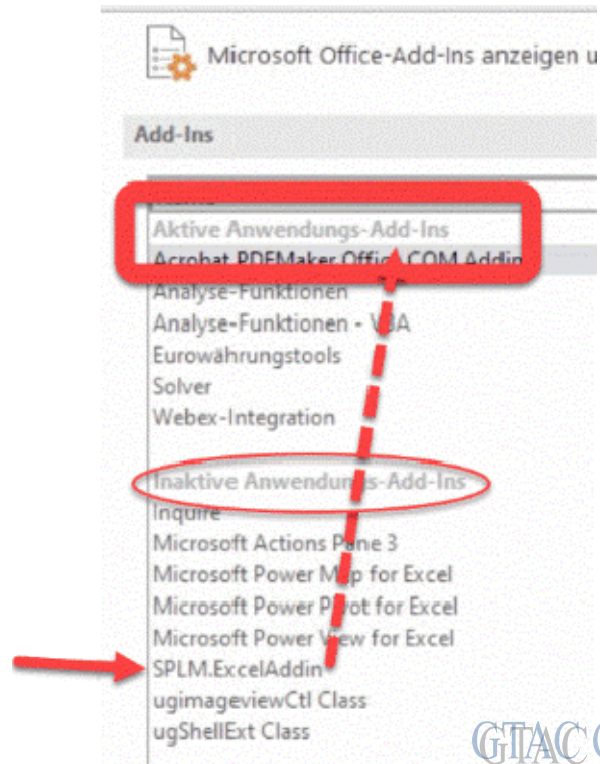 Microsoft Office-Add-Ins anzeigen u
Add-Ins
Aktive Anwendungs-Add-Ins
Acrobat PDFMaker Office COM Addin
Analyse-Funktionen
Analyse-Funktionen - VBA
Eurowährungstools
Solver
Webex-Integration
Inaktive Anwendungs-Add-Ins
Inquire
Microsoft Actions Pane 3
Microsoft Power Map for Excel
Microsoft Power Pivot for Excel
Microsoft Power View for Excel
SPLM.ExcelAddin
ugimageviewCtl Class
ugShellExt Class
GTAC